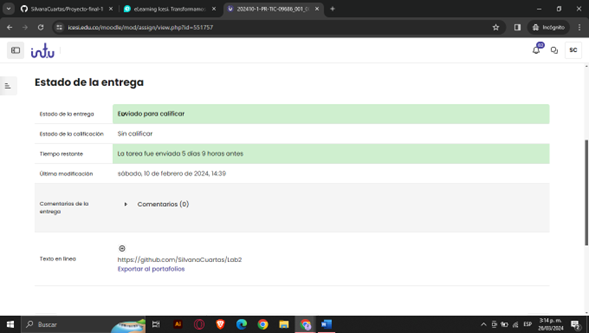 SilvanaCuartas/Proyecto-final-1
eLearning Icesi: Transformamos
202410-1-PR-TIC-09686_001_D
icesi.edu.co/moodle/mod/assign/view.php?id=551757
Incógnito
intu
SC
Estado de la entrega
Estado de la entrega
Enviado para calificar
Estado de la calificación
Sin calificar
Tiempo restante
La tarea fue enviada 5 días 9 horas antes
Última modificación
sábado, 10 de febrero de 2024, 14:39
Comentarios de la
entrega
Comentarios (0)
Texto en línea
https://github.com/SilvanaCuartas/Lab2
Exportar al portafolios
Buscar
ESP
3:14 p. m.
26/03/2024